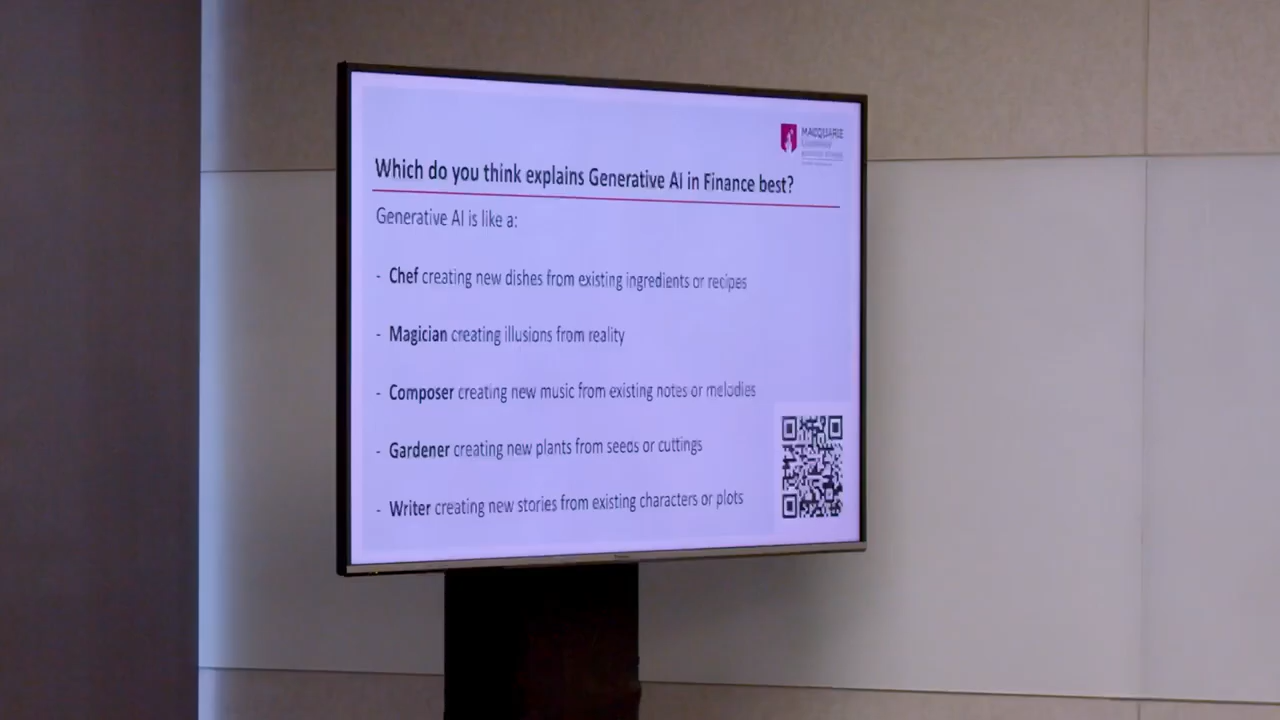 MACQUARIE
University
Which do you think explains Generative AI in Finance best?
Generative AI is like a:
- Chef creating new dishes from existing ingredients or recipes
- Magician creating illusions from reality
- Composer creating new music from existing notes or melodies
- Gardener creating new plants from seeds or cuttings
- Writer creating new stories from existing characters or plots